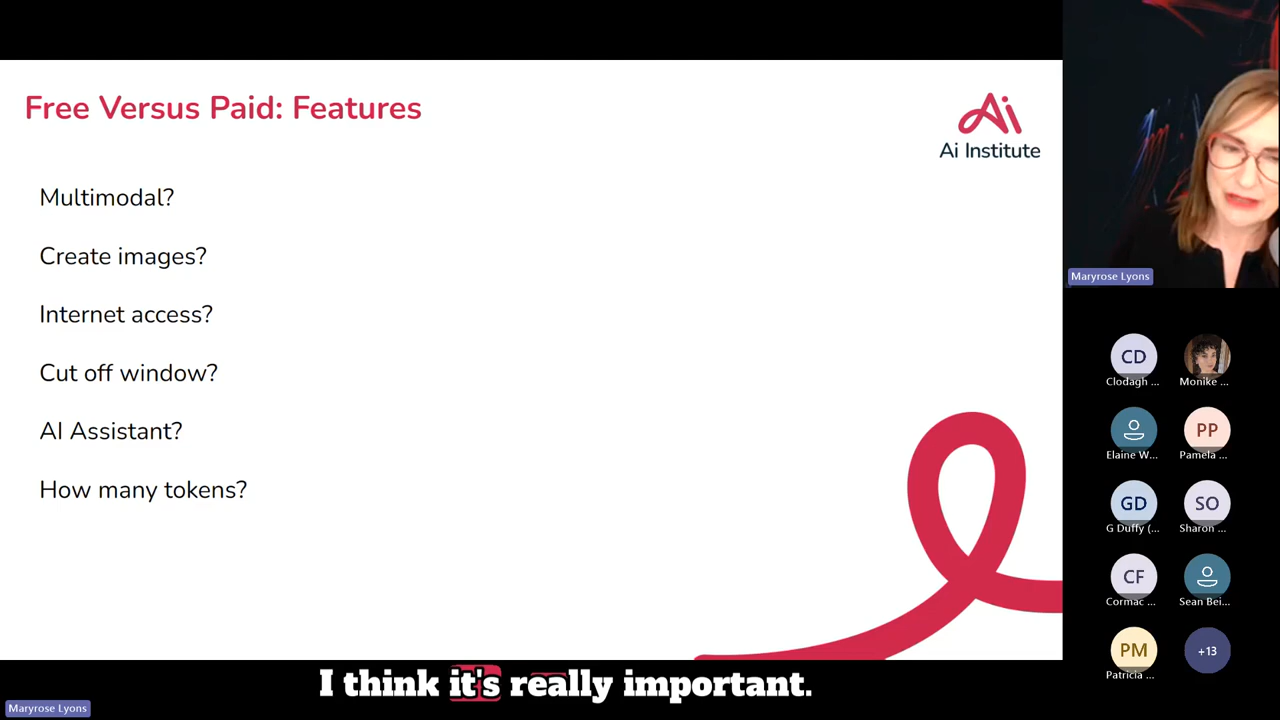 Free Versus Paid: Features
Ai Institute
Multimodal?
Create images?
Internet access?
Cut off window?
AI Assistant?
How many tokens?
Maryrose Lyons
CD
Clodagh ...
Monike ...
Elaine W...
PP
Pamela ...
GD
G Duffy (...
SO
Sharon ...
CF
Cormac ...
Sean Bei...
PM
Patricia ...
+13
I think it's really important.
Maryrose Lyons